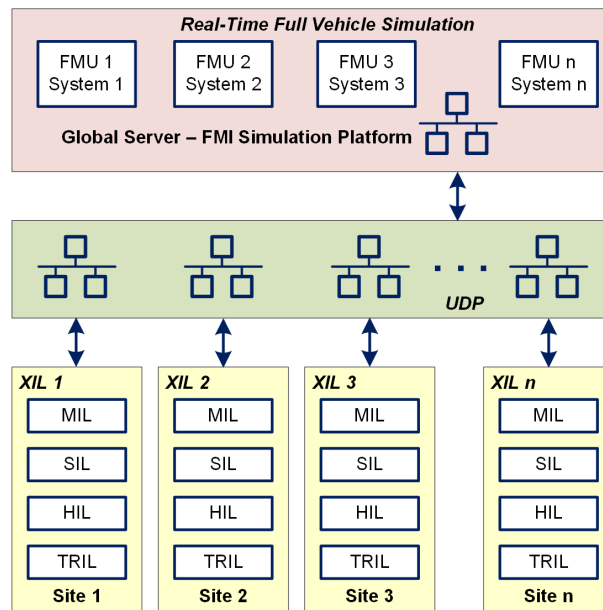 Real-Time Full Vehicle Simulation
FMU 1
System 1
FMU 2
System 2
FMU 3
System 3
FMU n
System n
Global Server – FMI Simulation Platform
UDP
XIL 1
MIL
SIL
HIL
TRIL
Site 1
XIL 2
MIL
SIL
HIL
TRIL
Site 2
XIL 3
MIL
SIL
HIL
TRIL
Site 3
XIL n
MIL
SIL
HIL
TRIL
Site n